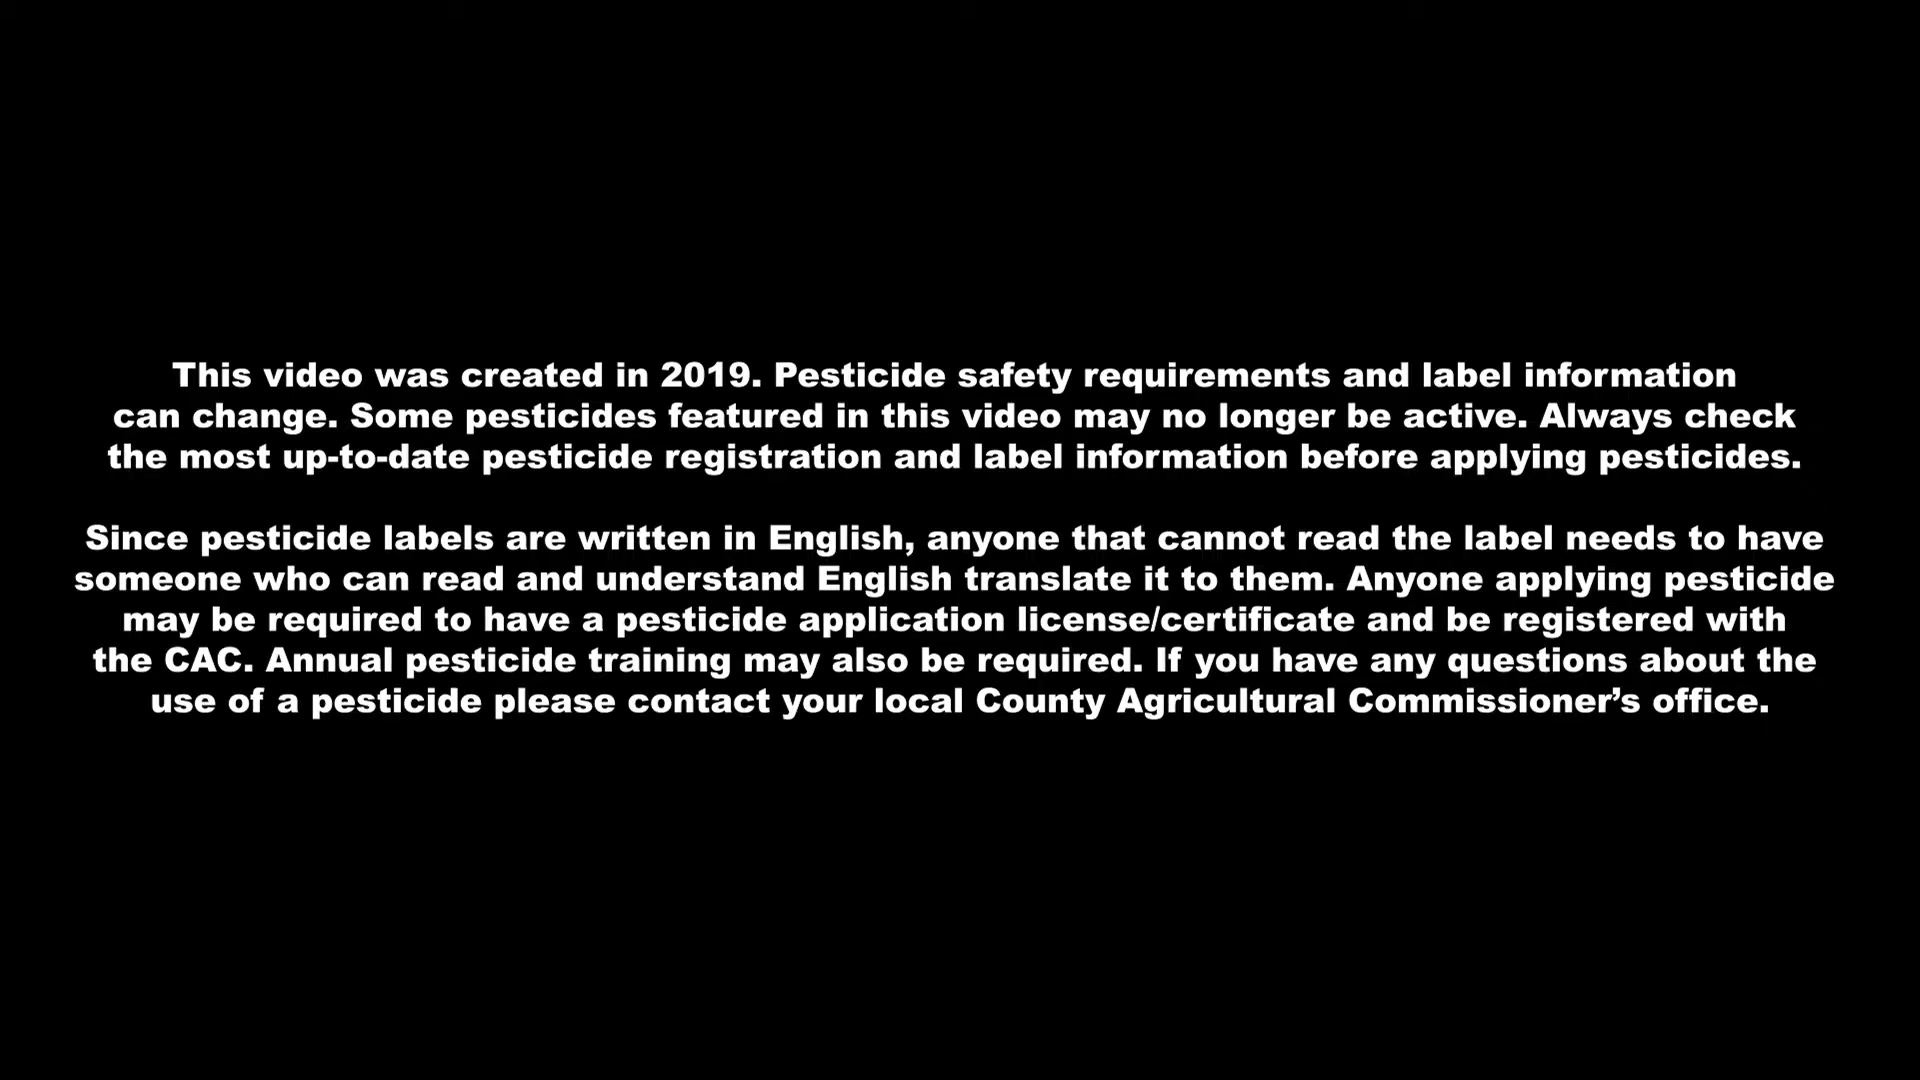 This video was created in 2019. Pesticide safety requirements and label information
can change. Some pesticides featured in this video may no longer be active. Always check
the most up-to-date pesticide registration and label information before applying pesticides.
Since pesticide labels are written in English, anyone that cannot read the label needs to have
someone who can read and understand English translate it to them. Anyone applying pesticide
may be required to have a pesticide application license/certificate and be registered with
the CAC. Annual pesticide training may also be required. If you have any questions about the
use of a pesticide please contact your local County Agricultural Commissioner’s office.